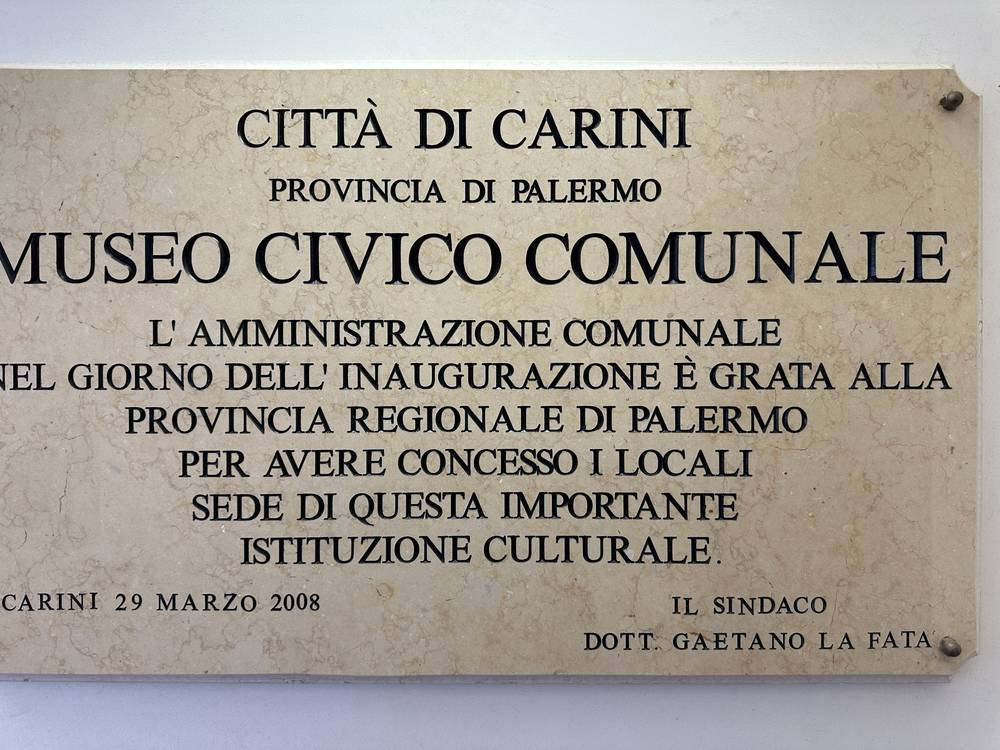 CITTÀ DI CARINI
PROVINCIA DI PALERMO
MUSEO CIVICO COMUNALE
L' AMMINISTRAZIONE COMUNALE
NEL GIORNO DELL' INAUGURAZIONE È GRATA ALLA
PROVINCIA REGIONALE DI PALERMO
PER AVERE CONCESSO I LOCALI
SEDE DI QUESTA IMPORTANTE
ISTITUZIONE CULTURALE.
CARINI 29 MARZO 2008
IL SINDACO
DOTT. GAETANO LA FATA